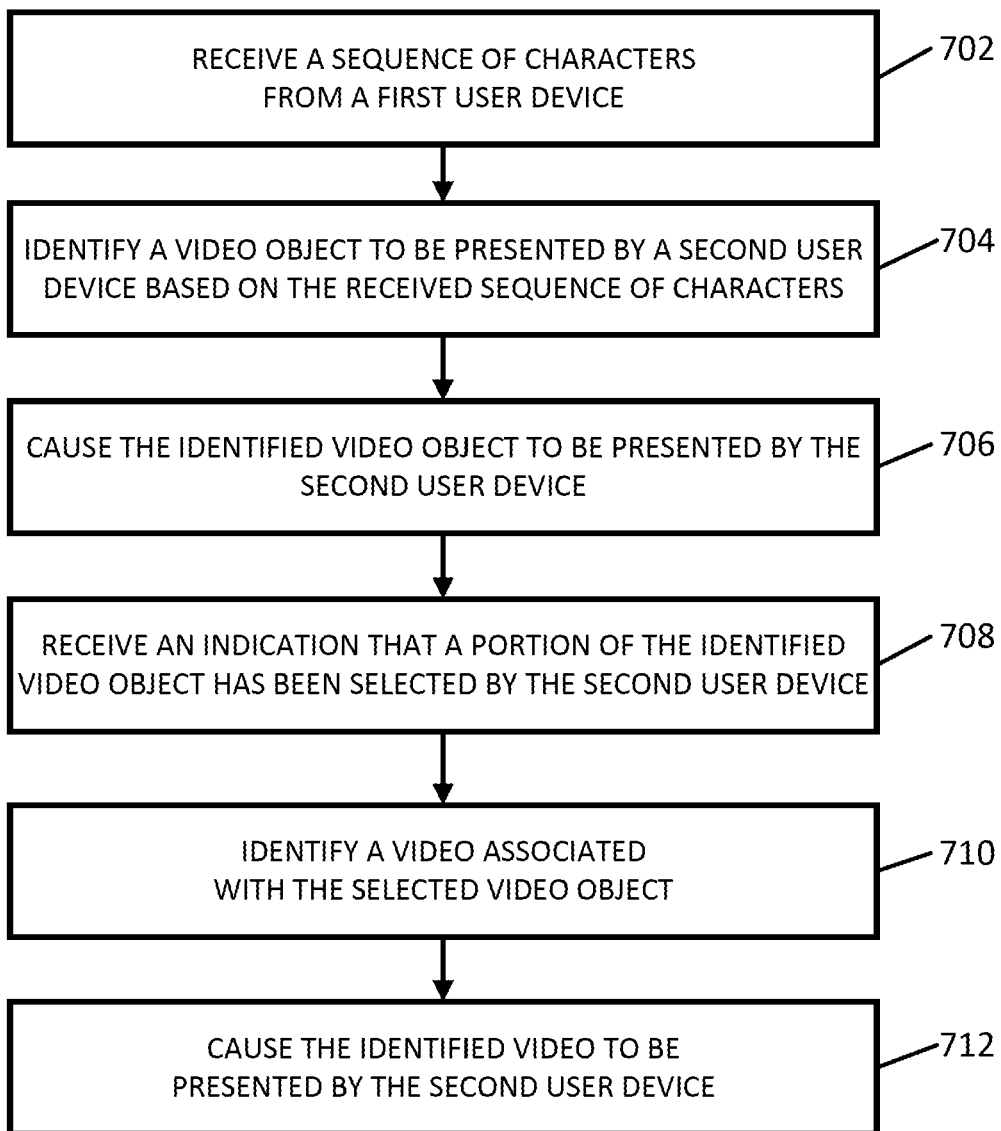 RECEIVE A SEQUENCE OF CHARACTERS
FROM A FIRST USER DEVICE
702
IDENTIFY A VIDEO OBJECT TO BE PRESENTED BY A SECOND USER
DEVICE BASED ON THE RECEIVED SEQUENCE OF CHARACTERS
704
CAUSE THE IDENTIFIED VIDEO OBJECT TO BE PRESENTED BY THE
SECOND USER DEVICE
706
RECEIVE AN INDICATION THAT A PORTION OF THE IDENTIFIED
VIDEO OBJECT HAS BEEN SELECTED BY THE SECOND USER DEVICE
708
IDENTIFY A VIDEO ASSOCIATED
WITH THE SELECTED VIDEO OBJECT
710
CAUSE THE IDENTIFIED VIDEO TO BE
PRESENTED BY THE SECOND USER DEVICE
712